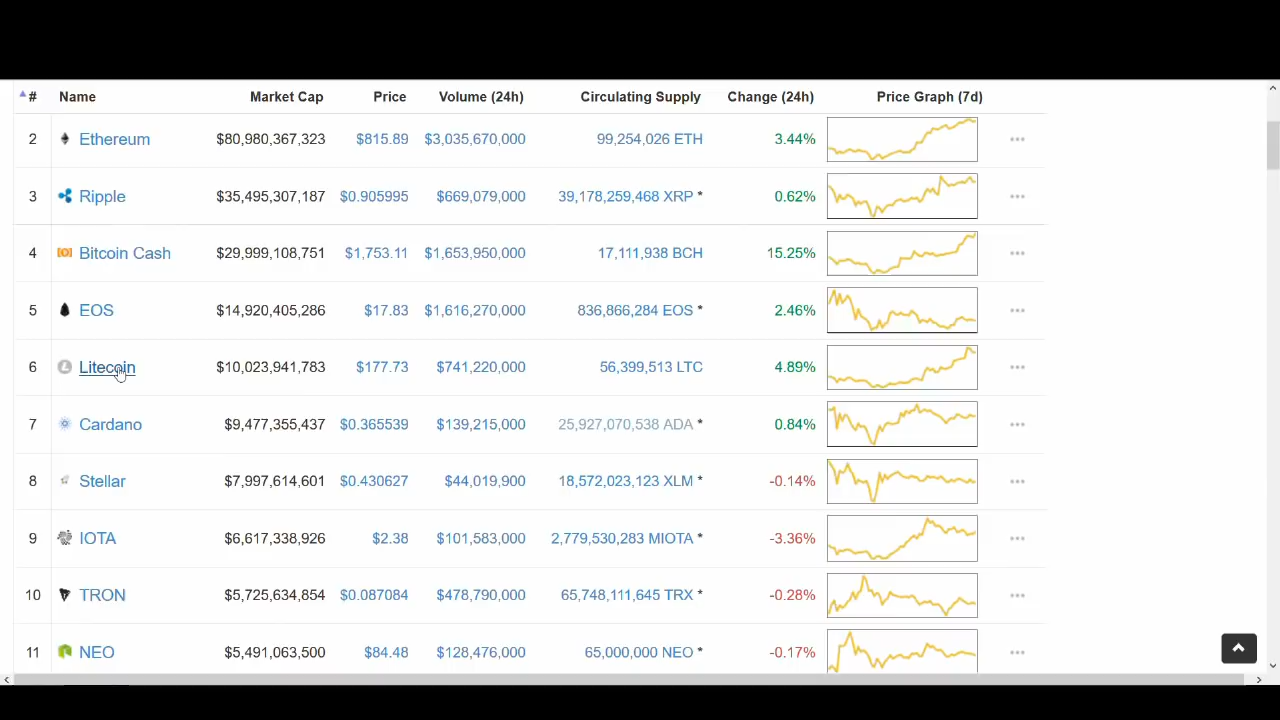 # Name Market Cap Price Volume (24h) Circulating Supply Change (24h) Price Graph (7d)
2 Ethereum $80,980,367,323 $815.89 $3,035,670,000 99,254,026 ETH 3.44%
3 Ripple $35,495,307,187 $0.905995 $669,079,000 39,178,259,468 XRP * 0.62%
4 Bitcoin Cash $29,999,108,751 $1,753.11 $1,653,950,000 17,111,938 BCH 15.25%
5 EOS $14,920,405,286 $17.83 $1,616,270,000 836,866,284 EOS * 2.46%
6 Litecoin $10,023,941,783 $177.73 $741,220,000 56,399,513 LTC 4.89%
7 Cardano $9,477,355,437 $0.365539 $139,215,000 25,927,070,538 ADA * 0.84%
8 Stellar $7,997,614,601 $0.430627 $44,019,900 18,572,023,123 XLM * -0.14%
9 IOTA $6,617,338,926 $2.38 $101,583,000 2,779,530,283 MIOTA * -3.36%
10 TRON $5,725,634,854 $0.087084 $478,790,000 65,748,111,645 TRX * -0.28%
11 NEO $5,491,063,500 $84.48 $128,476,000 65,000,000 NEO * -0.17%